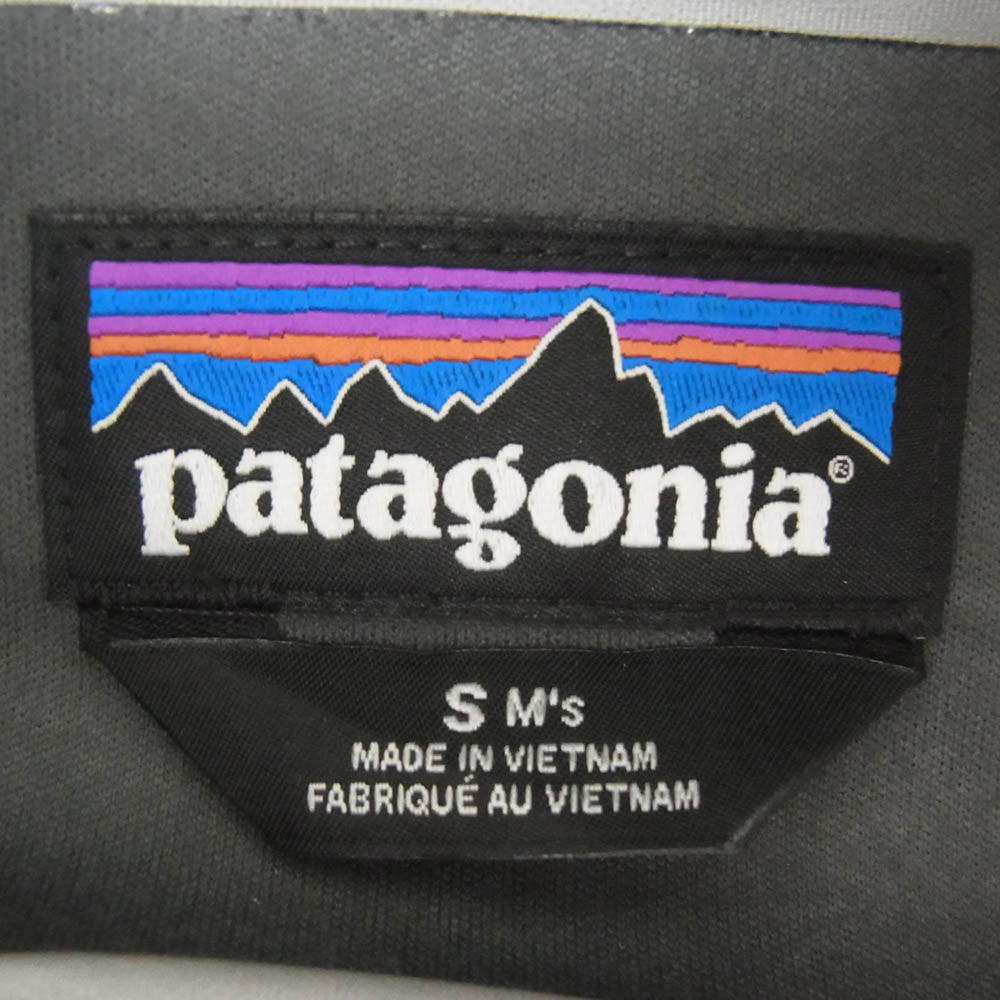 patagonia®
S M's
MADE IN VIETNAM
FABRIQUÉ AU VIETNAM